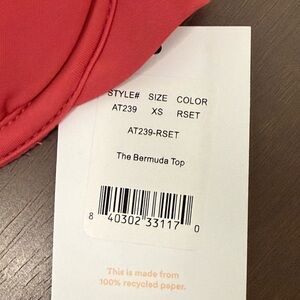 STYLE# SIZE COLOR
AT239 XS RSET
AT239-RSET
The Bermuda Top
8 40302 33117 0
This is made from
100% recycled paper.